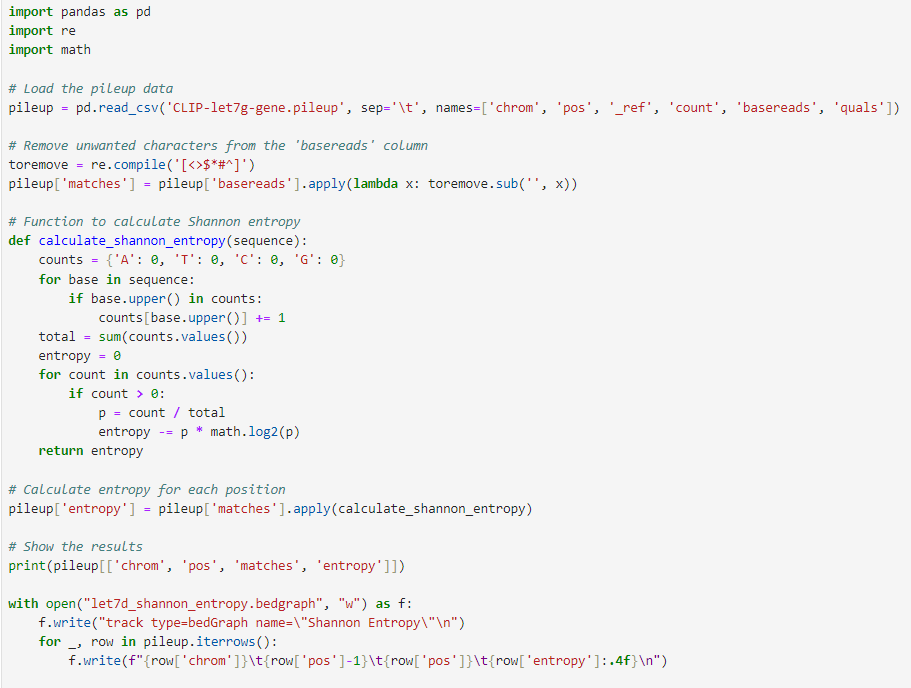 import pandas as pd
import re
import math
# Load the pileup data
pileup = pd.read_csv('CLIP-let7g-gene.pileup', sep='\t', names=['chrom', 'pos', '_ref', 'count', 'basereads', 'quals'])
# Remove unwanted characters from the 'basereads' column
toremove = re.compile('[<>$*#^]')
pileup['matches'] = pileup['basereads'].apply(lambda x: toremove.sub('', x))
# Function to calculate Shannon entropy
def calculate_shannon_entropy(sequence):
    counts = {'A': 0, 'T': 0, 'C': 0, 'G': 0}
    for base in sequence:
        if base.upper() in counts:
            counts[base.upper()] += 1
    total = sum(counts.values())
    entropy = 0
    for count in counts.values():
        if count > 0:
            p = count / total
            entropy -= p * math.log2(p)
    return entropy
# Calculate entropy for each position
pileup['entropy'] = pileup['matches'].apply(calculate_shannon_entropy)
# Show the results
print(pileup[['chrom', 'pos', 'matches', 'entropy']])
with open("let7d_shannon_entropy.bedgraph", "w") as f:
    f.write("track type=bedGraph name=\"Shannon Entropy\"\n")
    for _, row in pileup.iterrows():
        f.write(f"{row['chrom']}\t{row['pos']-1}\t{row['pos']}\t{row['entropy']:.4f}\n")